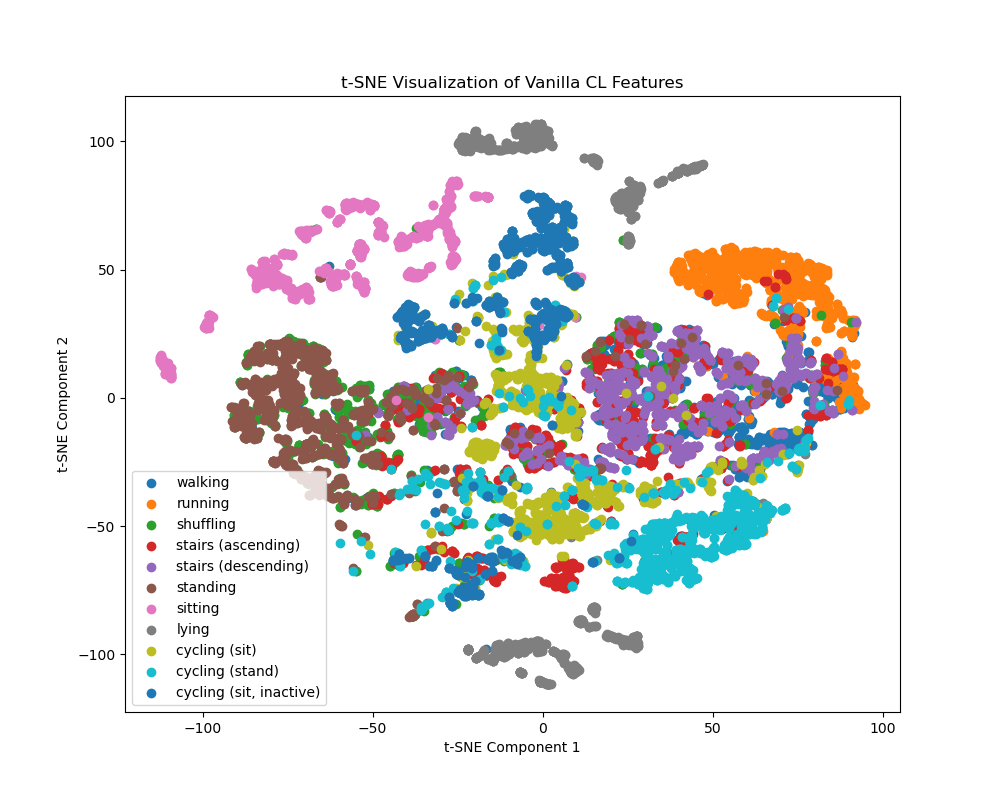 t-SNE Visualization of Vanilla CL Features
t-SNE Component 2
100
50
0
−50
−100
walking
running
shuffling
stairs (ascending)
stairs (descending)
standing
sitting
lying
cycling (sit)
cycling (stand)
cycling (sit, inactive)
−100
−50
0
50
100
t-SNE Component 1